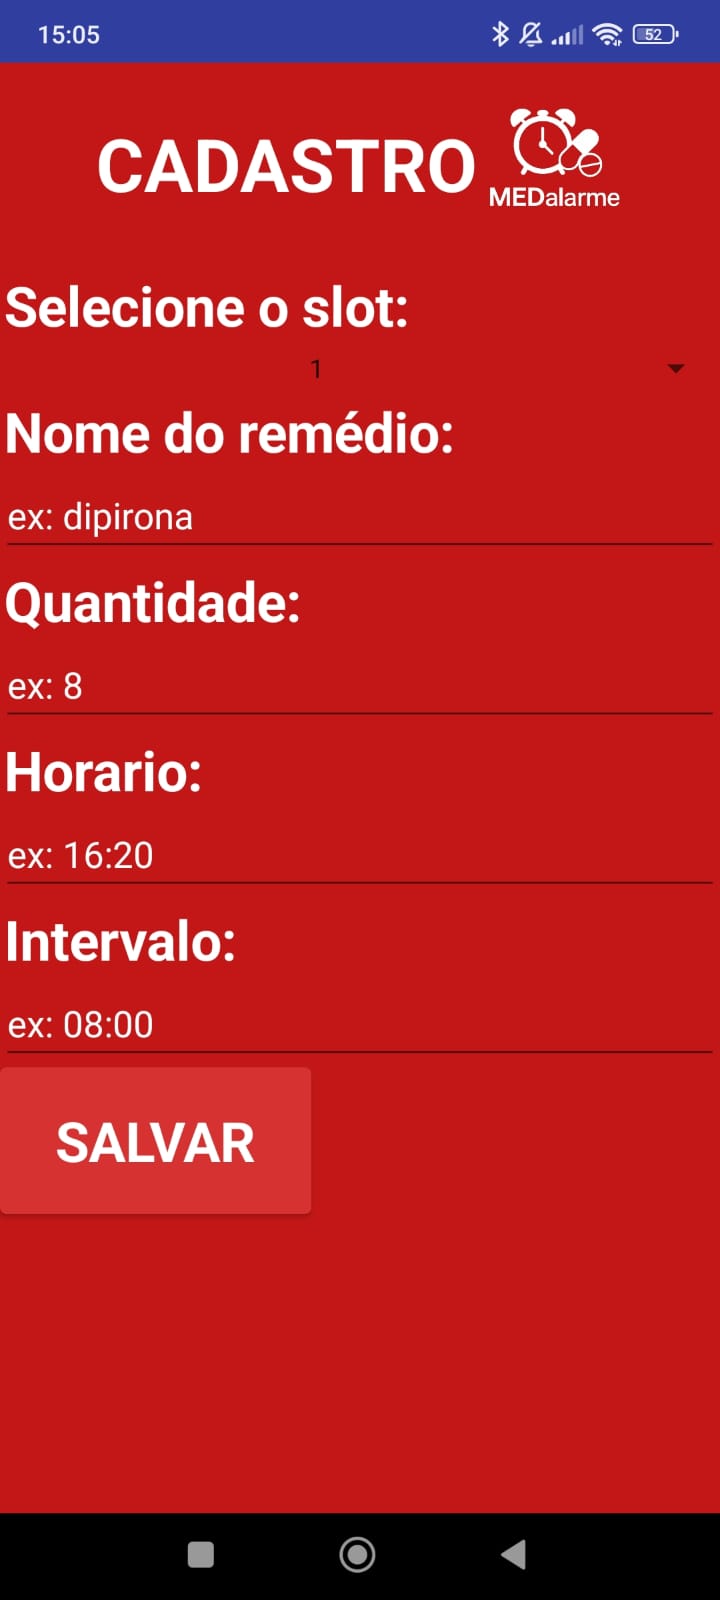 15:05
52
CADASTRO
MEDalarme
Selecione o slot:
1
Nome do remédio:
ex: dipirona
Quantidade:
ex: 8
Horario:
ex: 16:20
Intervalo:
ex: 08:00
SALVAR